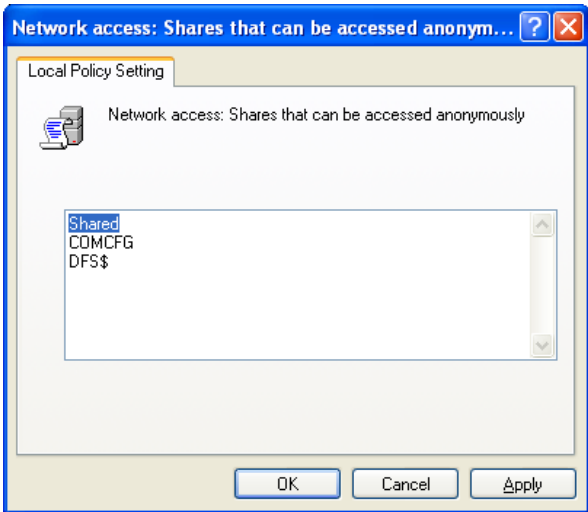 Network access: Shares that can be accessed anonym...
Local Policy Setting
Network access: Shares that can be accessed anonymously
Shared
COMCFG
DFS$
OK Cancel Apply